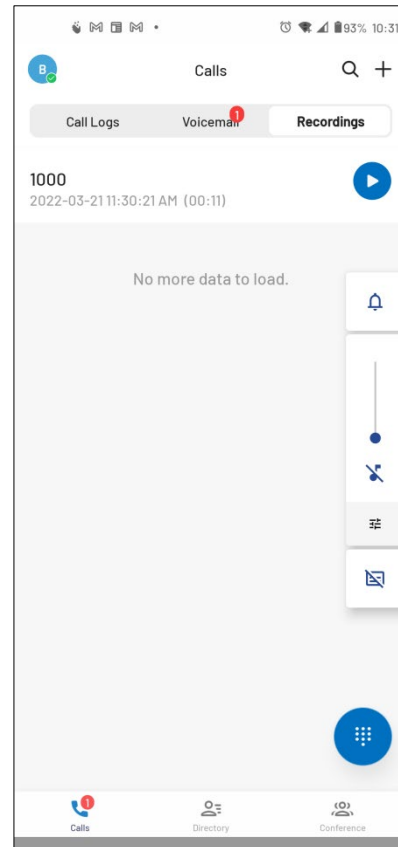 93% 10:31
B
Calls
Call Logs
Voicemail
1
Recordings
1000
2022-03-21 11:30:21 AM (00:11)
No more data to load.
1
Calls
Directory
Conference